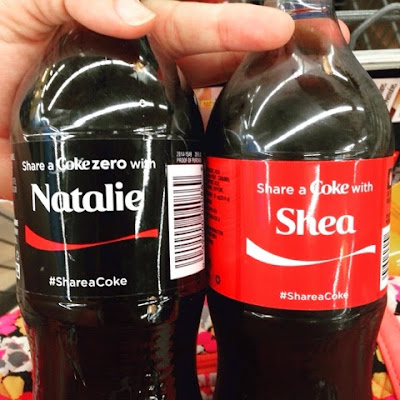 Share a Coke zero with
Natalie
#ShareaCoke
Share a Coke with
Shea
#ShareaCoke